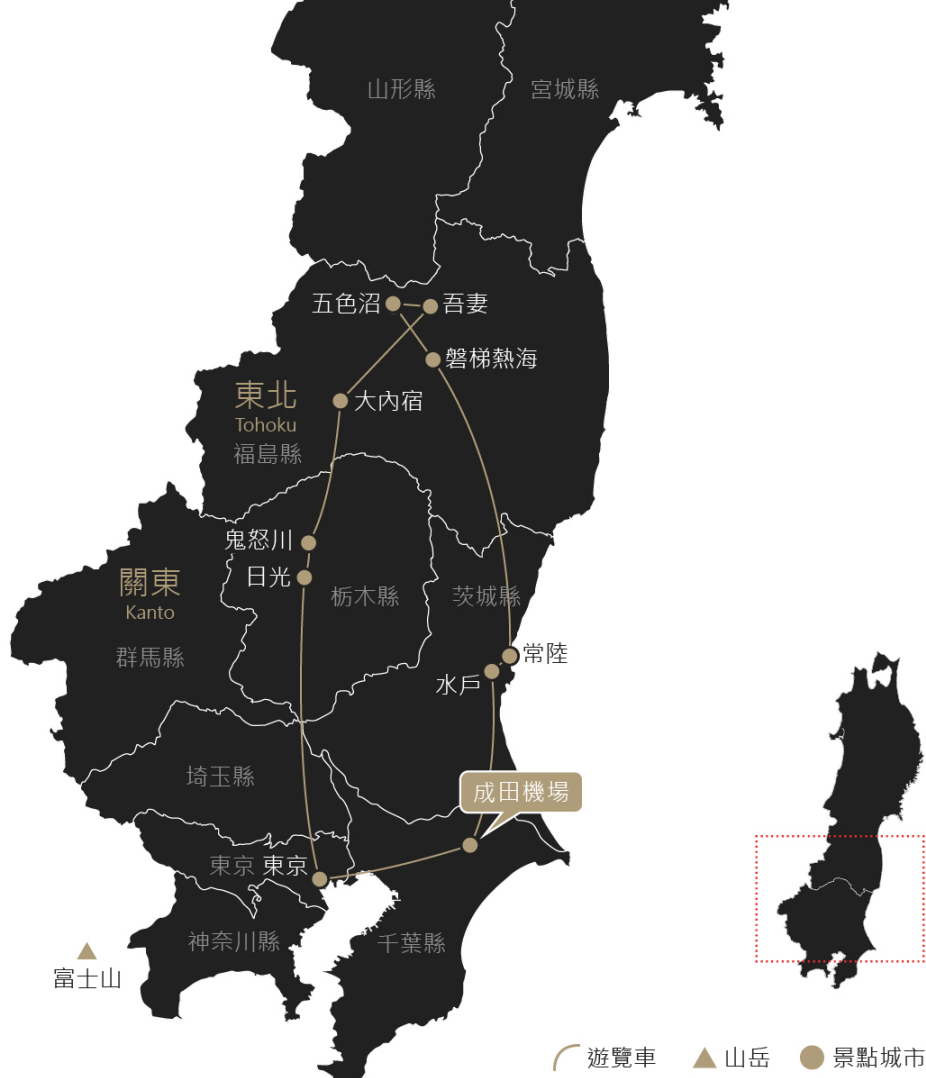 山形縣
宮城縣
五色沼
吾妻
磐梯熱海
東北
Tohoku
福島縣
大內宿
鬼怒川
日光
關東
Kanto
栃木縣
茨城縣
群馬縣
常陸
水戶
埼玉縣
成田機場
東京 東京
神奈川縣
千葉縣
富士山
遊覽車
山岳
景點城市